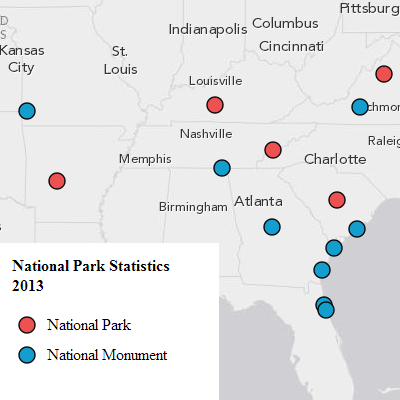 Pittsburg
Columbus
Indianapolis
Cincinnati
Kansas
City
St.
Louis
Louisville
chmon
Nashville
Raleig
Memphis
Charlotte
Atlanta
Birmingham
National Park Statistics
2013
National Park
National Monument